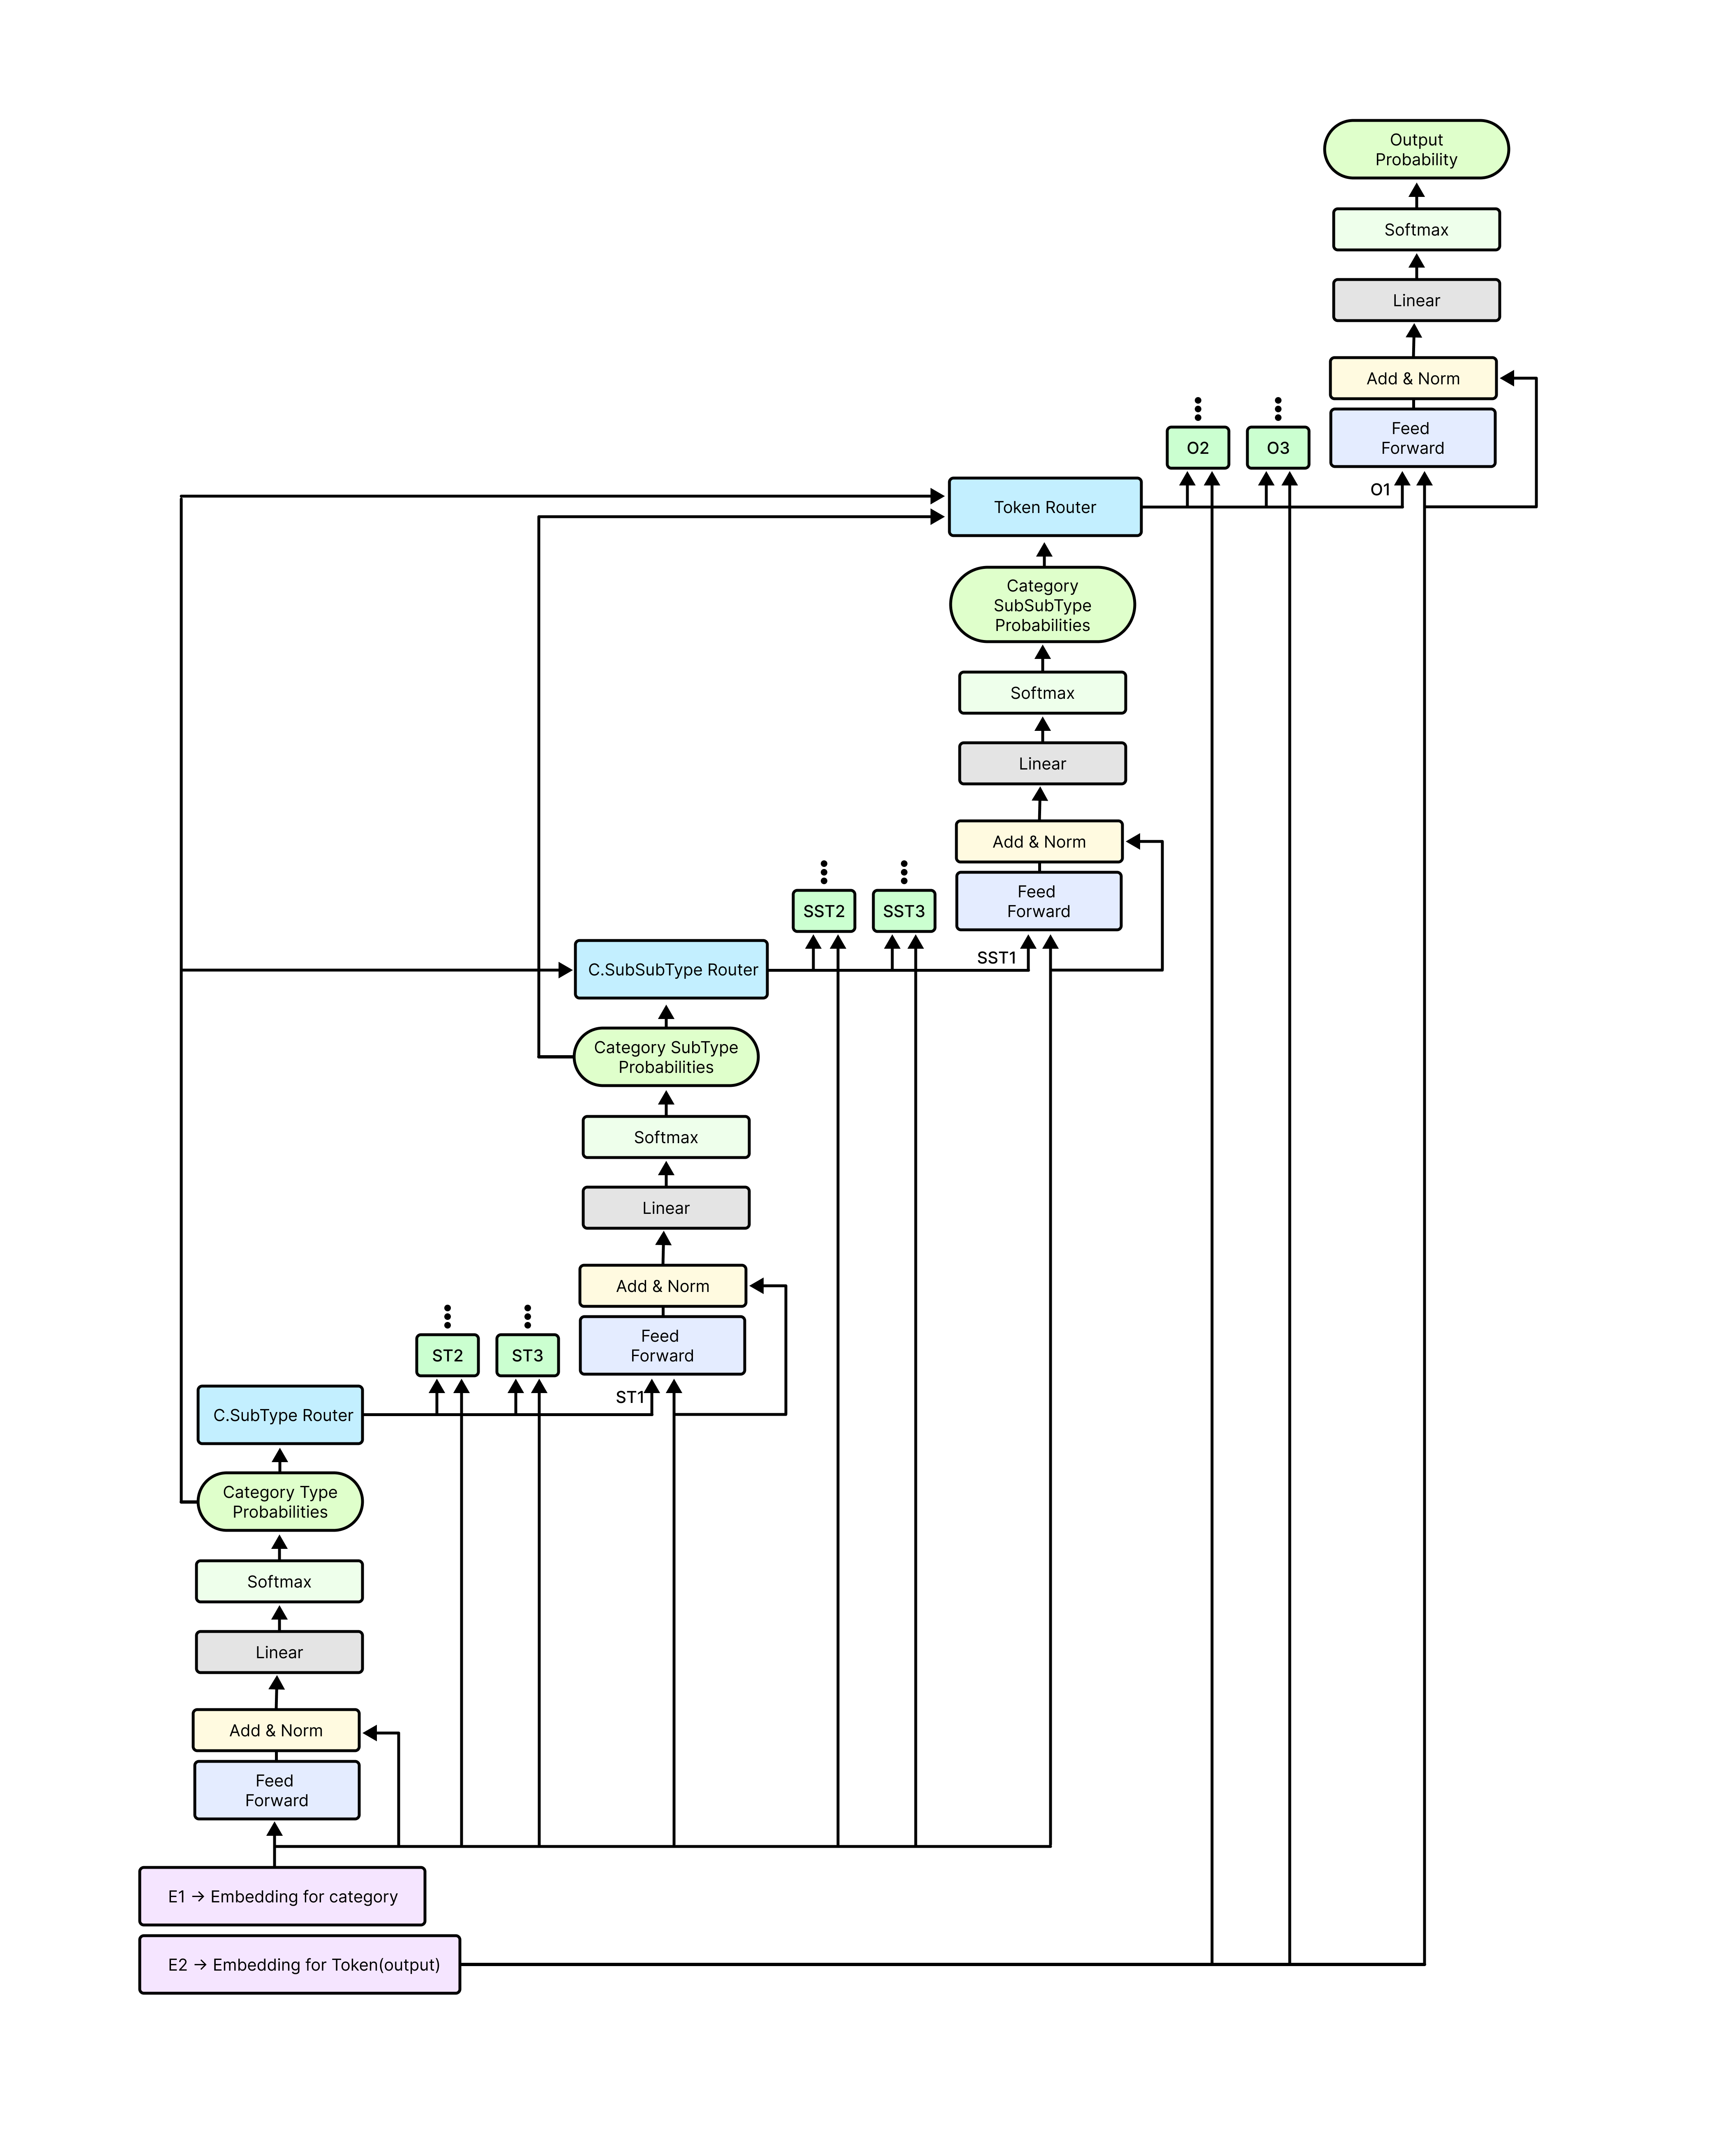 Output
Probability
Softmax
Linear
Add & Norm
Feed
Forward
O2
O3
O1
Token Router
Category
SubSubType
Probabilities
Softmax
Linear
Add & Norm
Feed
Forward
SST2
SST3
SST1
C.SubSubType Router
Category SubType
Probabilities
Softmax
Linear
Add & Norm
Feed
Forward
ST2
ST3
ST1
C.SubType Router
Category Type
Probabilities
Softmax
Linear
Add & Norm
Feed
Forward
E1 → Embedding for category
E2 → Embedding for Token(output)